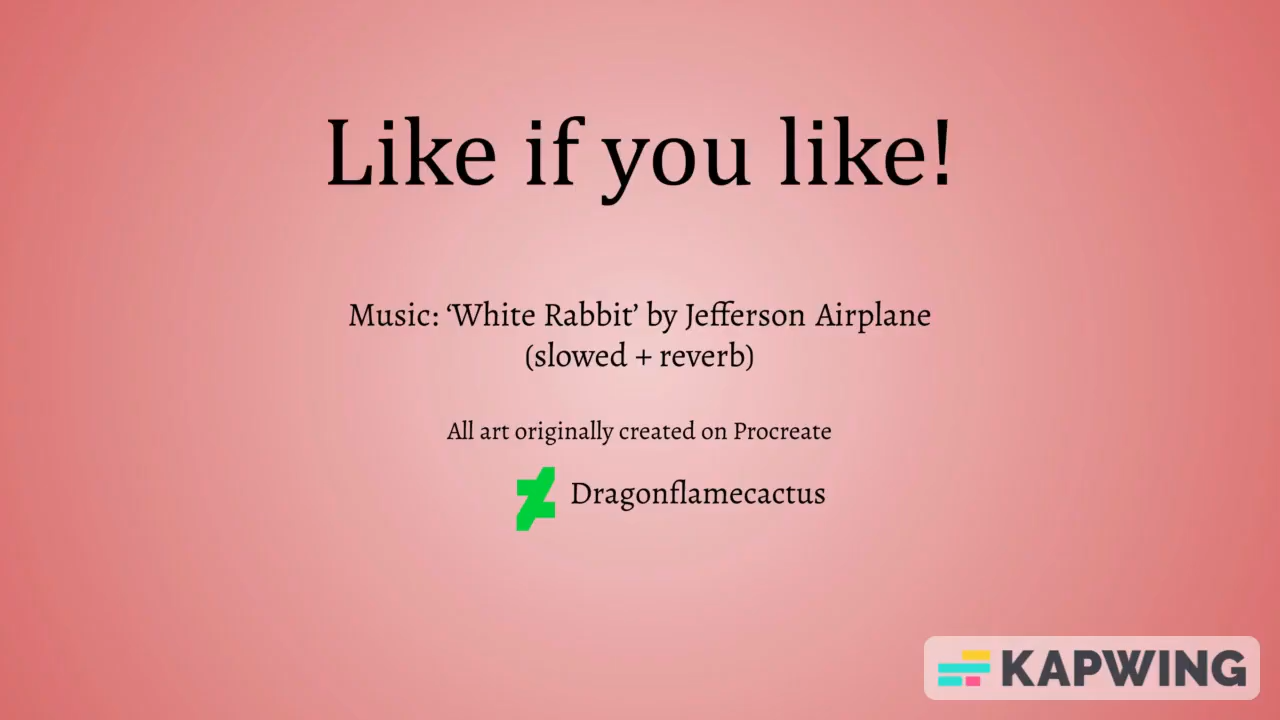 Like if you like!
Music: ‘White Rabbit’ by Jefferson Airplane
(slowed + reverb)
All art originally created on Procreate
Dragonflamecactus
KAPWING